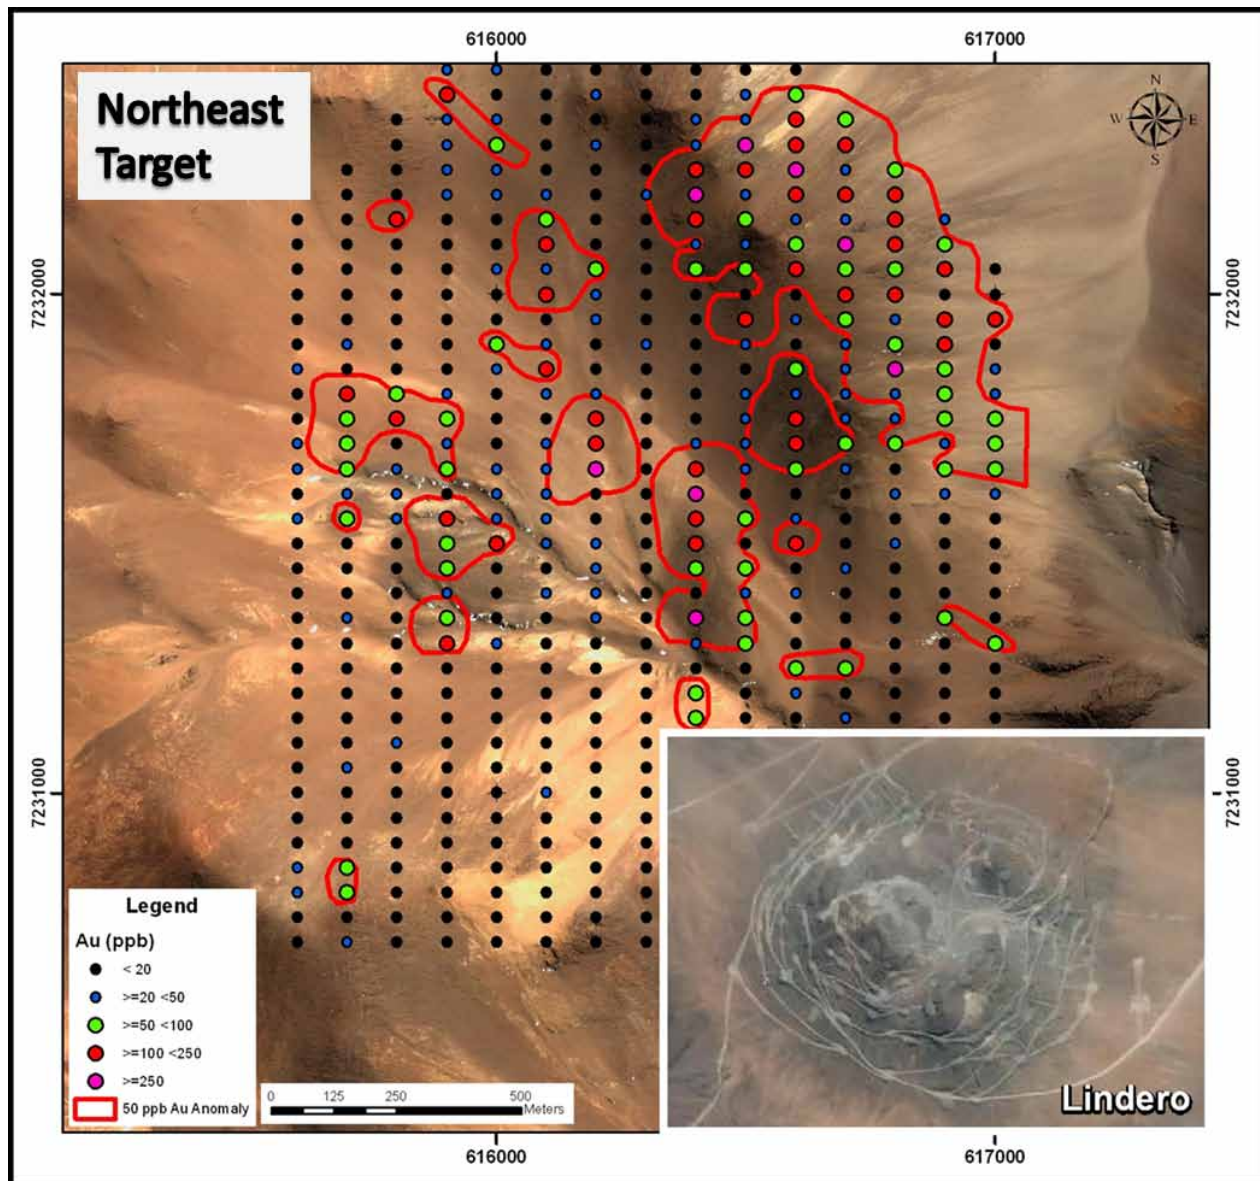 616000
617000
Northeast
Target
N
W
E
S
7232000
7232000
7231000
7231000
Legend
Au (ppb)
< 20
>=20 <50
>=50 <100
>=100 <250
>=250
50 ppb Au Anomaly
0
125
250
500
Meters
Lindero
616000
617000